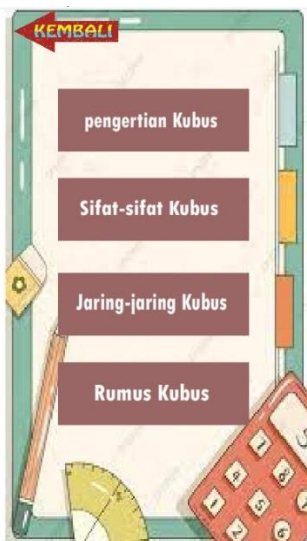 KEMBALI
pengertian Kubus
Sifat-sifat Kubus
Jaring-jaring Kubus
Rumus Kubus